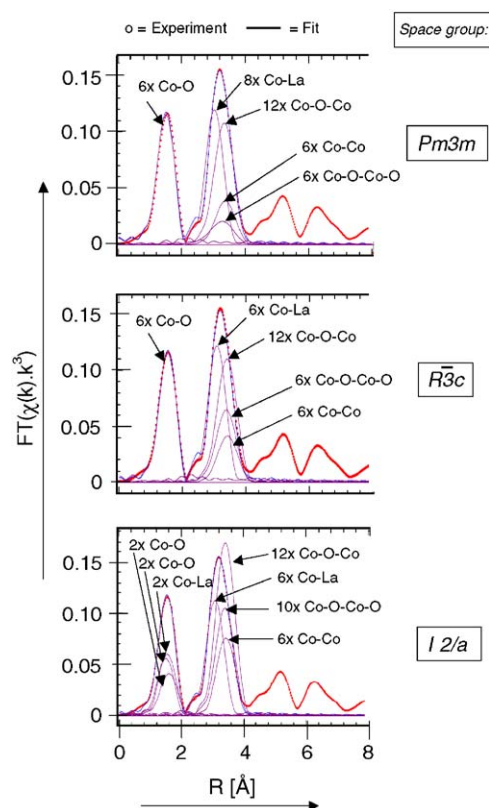 o = Experiment — = Fit
Space group:
0.15
0.10
0.05
0
6x Co-O
8x Co-La
12x Co-O-Co
6x Co-Co
6x Co-O-Co-O
Pm3m
FT(χ(k).k³)
0.15
0.10
0.05
0
6x Co-O
6x Co-La
12x Co-O-Co
6x Co-O-Co-O
6x Co-Co
R3̅c
0.15
0.10
0.05
0
2x Co-O
2x Co-O
2x Co-La
12x Co-O-Co
6x Co-La
10x Co-O-Co-O
6x Co-Co
I 2/a
0 2 4 6 8
R [Å]